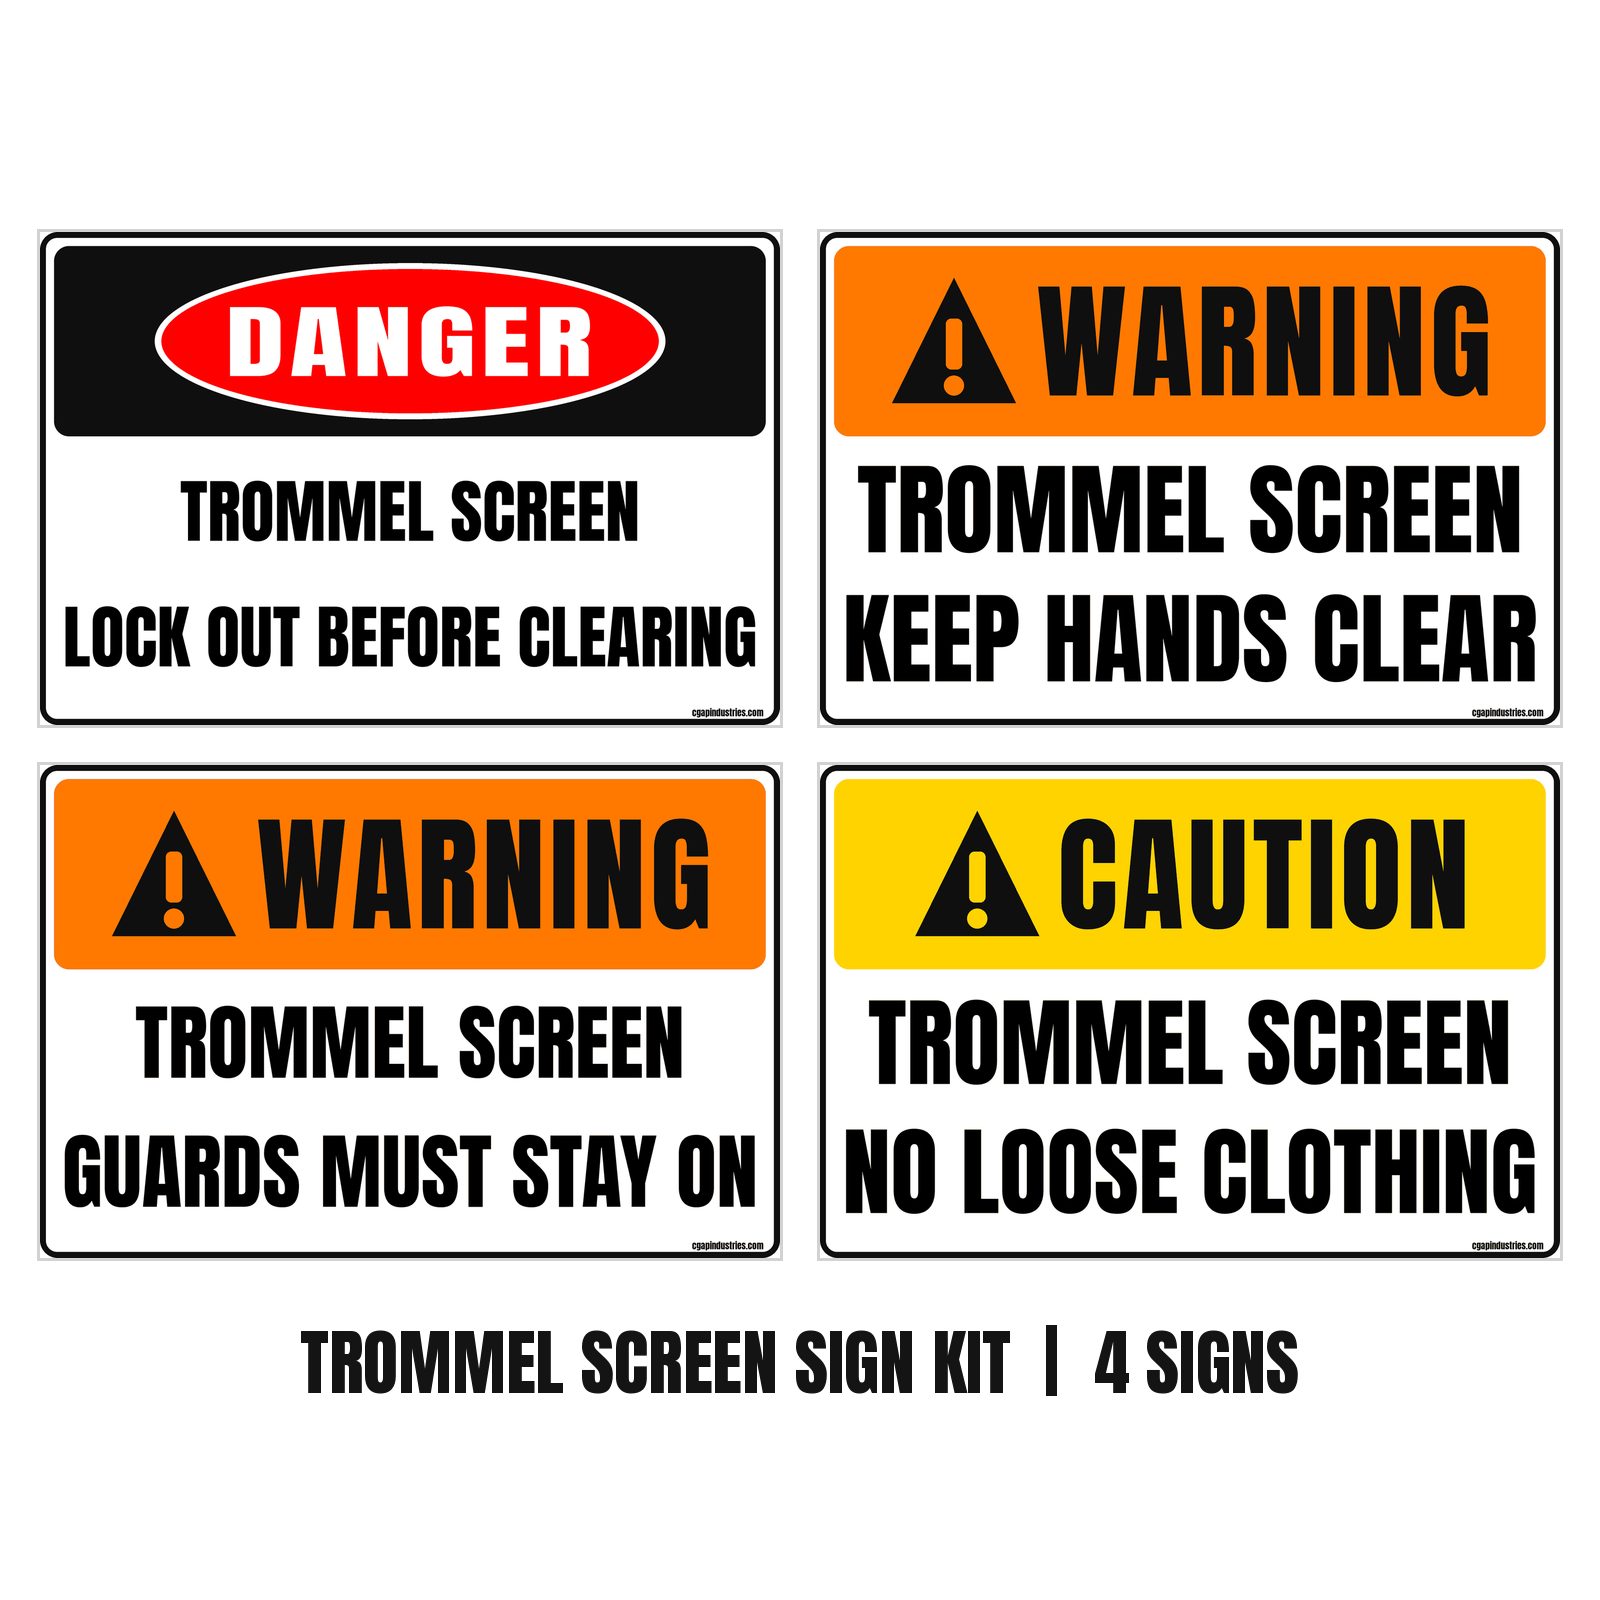 DANGER
TROMMEL SCREEN
LOCK OUT BEFORE CLEARING
cgapindustries.com
WARNING
TROMMEL SCREEN
KEEP HANDS CLEAR
cgapindustries.com
WARNING
TROMMEL SCREEN
GUARDS MUST STAY ON
cgapindustries.com
CAUTION
TROMMEL SCREEN
NO LOOSE CLOTHING
cgapindustries.com
TROMMEL SCREEN SIGN KIT | 4 SIGNS